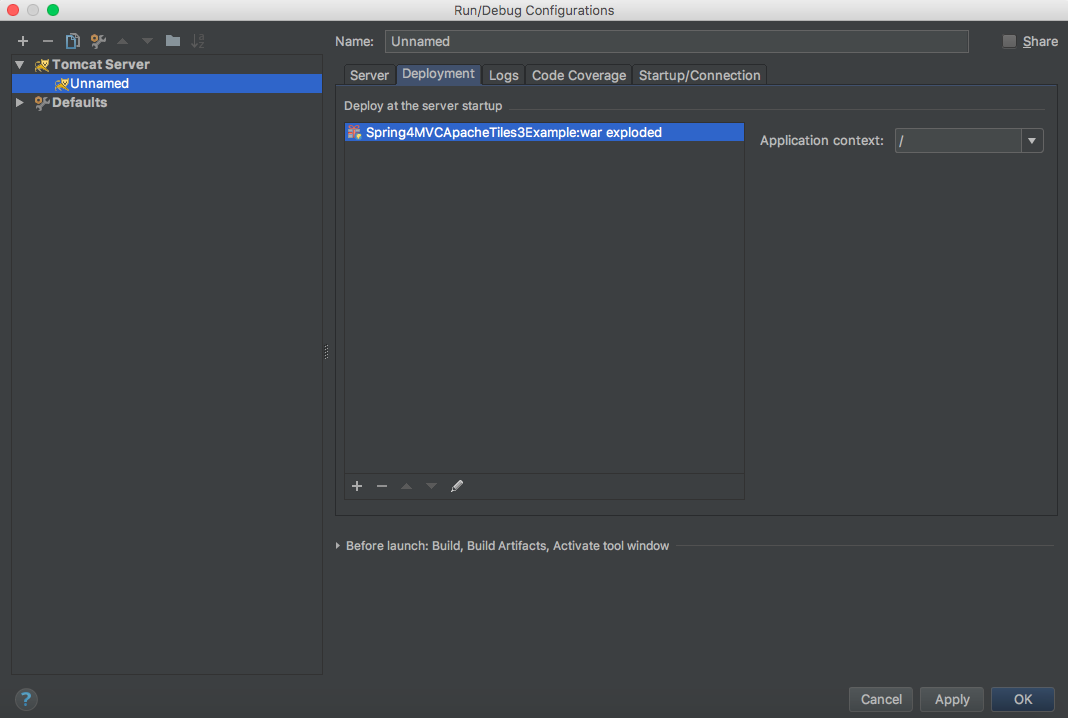 Run/Debug Configurations
Name: Unnamed Share
Tomcat Server
Unnamed
Defaults
Server Deployment Logs Code Coverage Startup/Connection
Deploy at the server startup
Spring4MVCApacheTiles3Example:war exploded
Application context: /
Before launch: Build, Build Artifacts, Activate tool window
? Cancel Apply OK